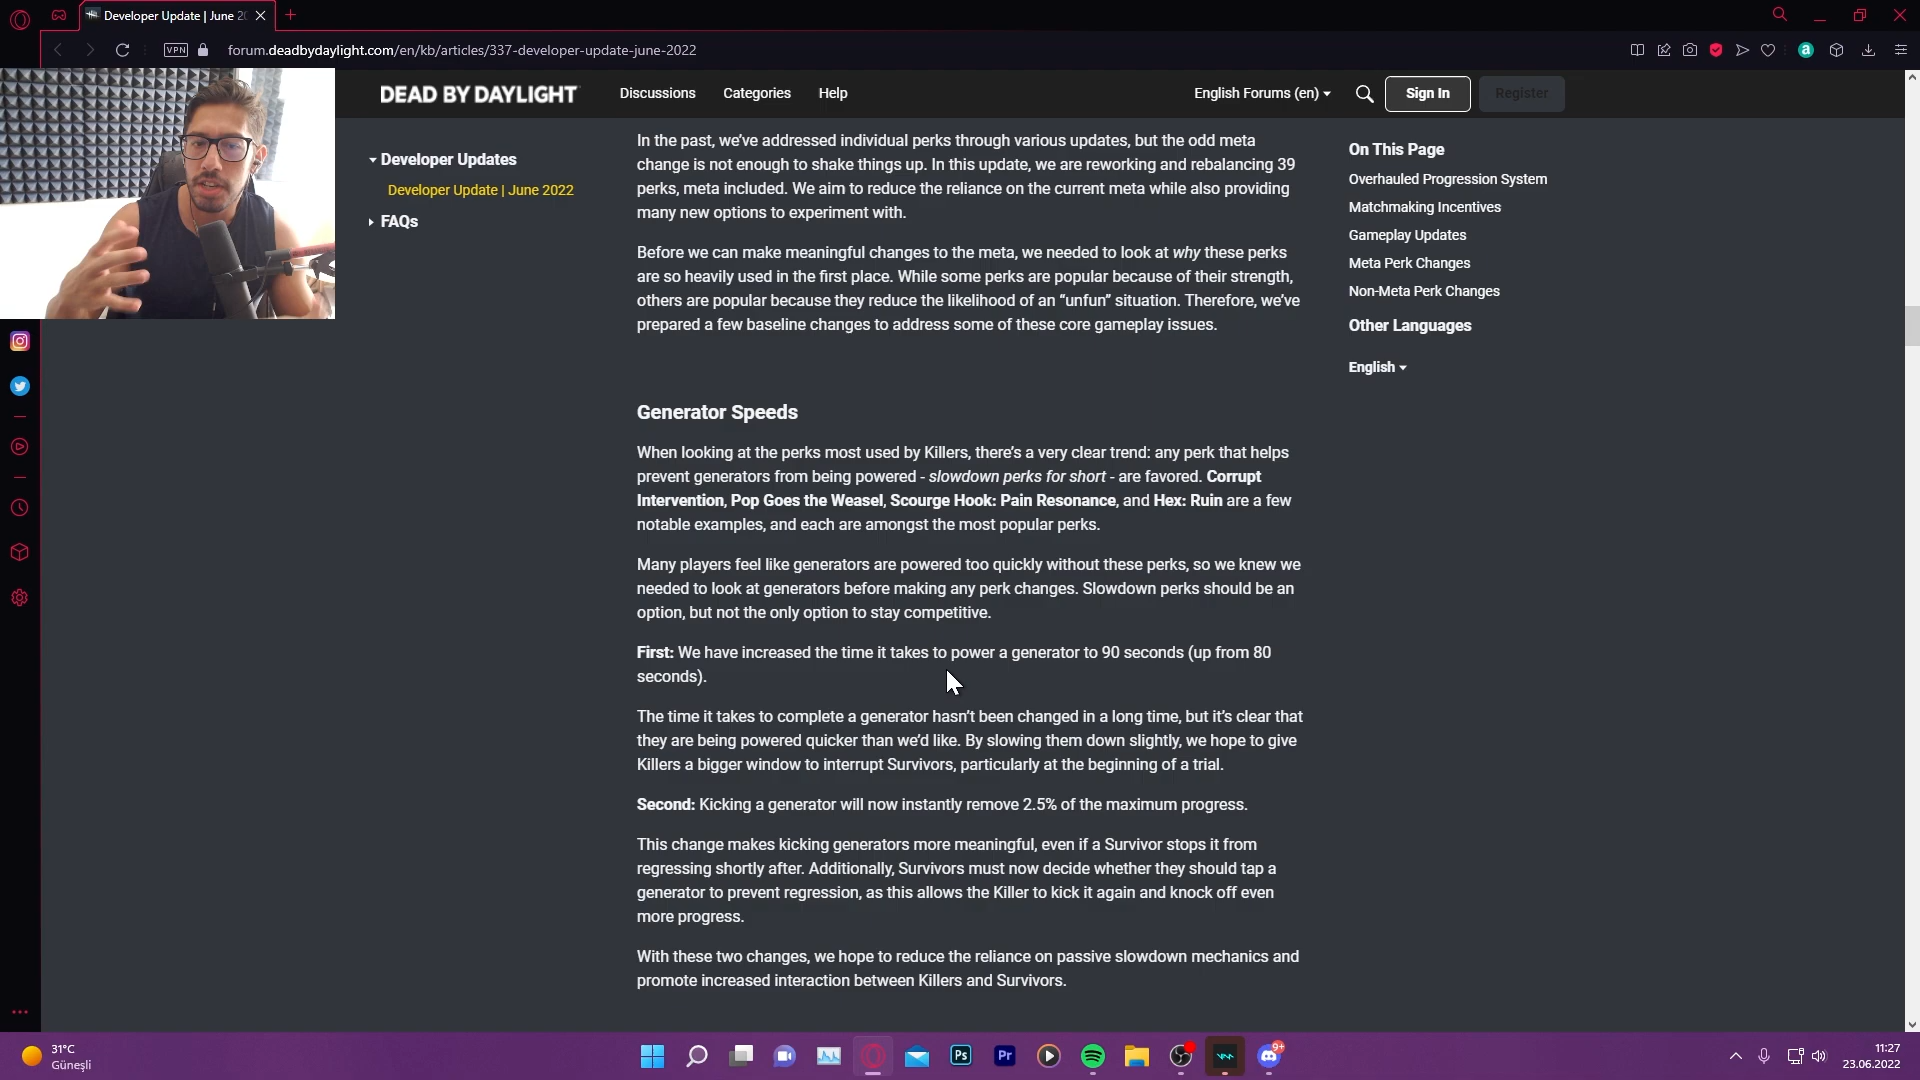 Developer Update | June 20
VPN
forum.deadbydaylight.com/en/kb/articles/337-developer-update-june-2022
a
DEAD BY DAYLIGHT
Discussions
Categories
Help
English Forums (en)
Sign In
Register
Developer Updates
Developer Update | June 2022
FAQs
In the past, we’ve addressed individual perks through various updates, but the odd meta
change is not enough to shake things up. In this update, we are reworking and rebalancing 39
perks, meta included. We aim to reduce the reliance on the current meta while also providing
many new options to experiment with.
Before we can make meaningful changes to the meta, we needed to look at why these perks
are so heavily used in the first place. While some perks are popular because of their strength,
others are popular because they reduce the likelihood of an “unfun” situation. Therefore, we’ve
prepared a few baseline changes to address some of these core gameplay issues.
Generator Speeds
When looking at the perks most used by Killers, there’s a very clear trend: any perk that helps
prevent generators from being powered - slowdown perks for short - are favored. Corrupt
Intervention, Pop Goes the Weasel, Scourge Hook: Pain Resonance, and Hex: Ruin are a few
notable examples, and each are amongst the most popular perks.
Many players feel like generators are powered too quickly without these perks, so we knew we
needed to look at generators before making any perk changes. Slowdown perks should be an
option, but not the only option to stay competitive.
First: We have increased the time it takes to power a generator to 90 seconds (up from 80
seconds).
The time it takes to complete a generator hasn’t been changed in a long time, but it’s clear that
they are being powered quicker than we’d like. By slowing them down slightly, we hope to give
Killers a bigger window to interrupt Survivors, particularly at the beginning of a trial.
Second: Kicking a generator will now instantly remove 2.5% of the maximum progress.
This change makes kicking generators more meaningful, even if a Survivor stops it from
regressing shortly after. Additionally, Survivors must now decide whether they should tap a
generator to prevent regression, as this allows the Killer to kick it again and knock off even
more progress.
With these two changes, we hope to reduce the reliance on passive slowdown mechanics and
promote increased interaction between Killers and Survivors.
On This Page
Overhauled Progression System
Matchmaking Incentives
Gameplay Updates
Meta Perk Changes
Non-Meta Perk Changes
Other Languages
English
31°C
Güneşli
Ps
Pr
9+
11:27
23.06.2022